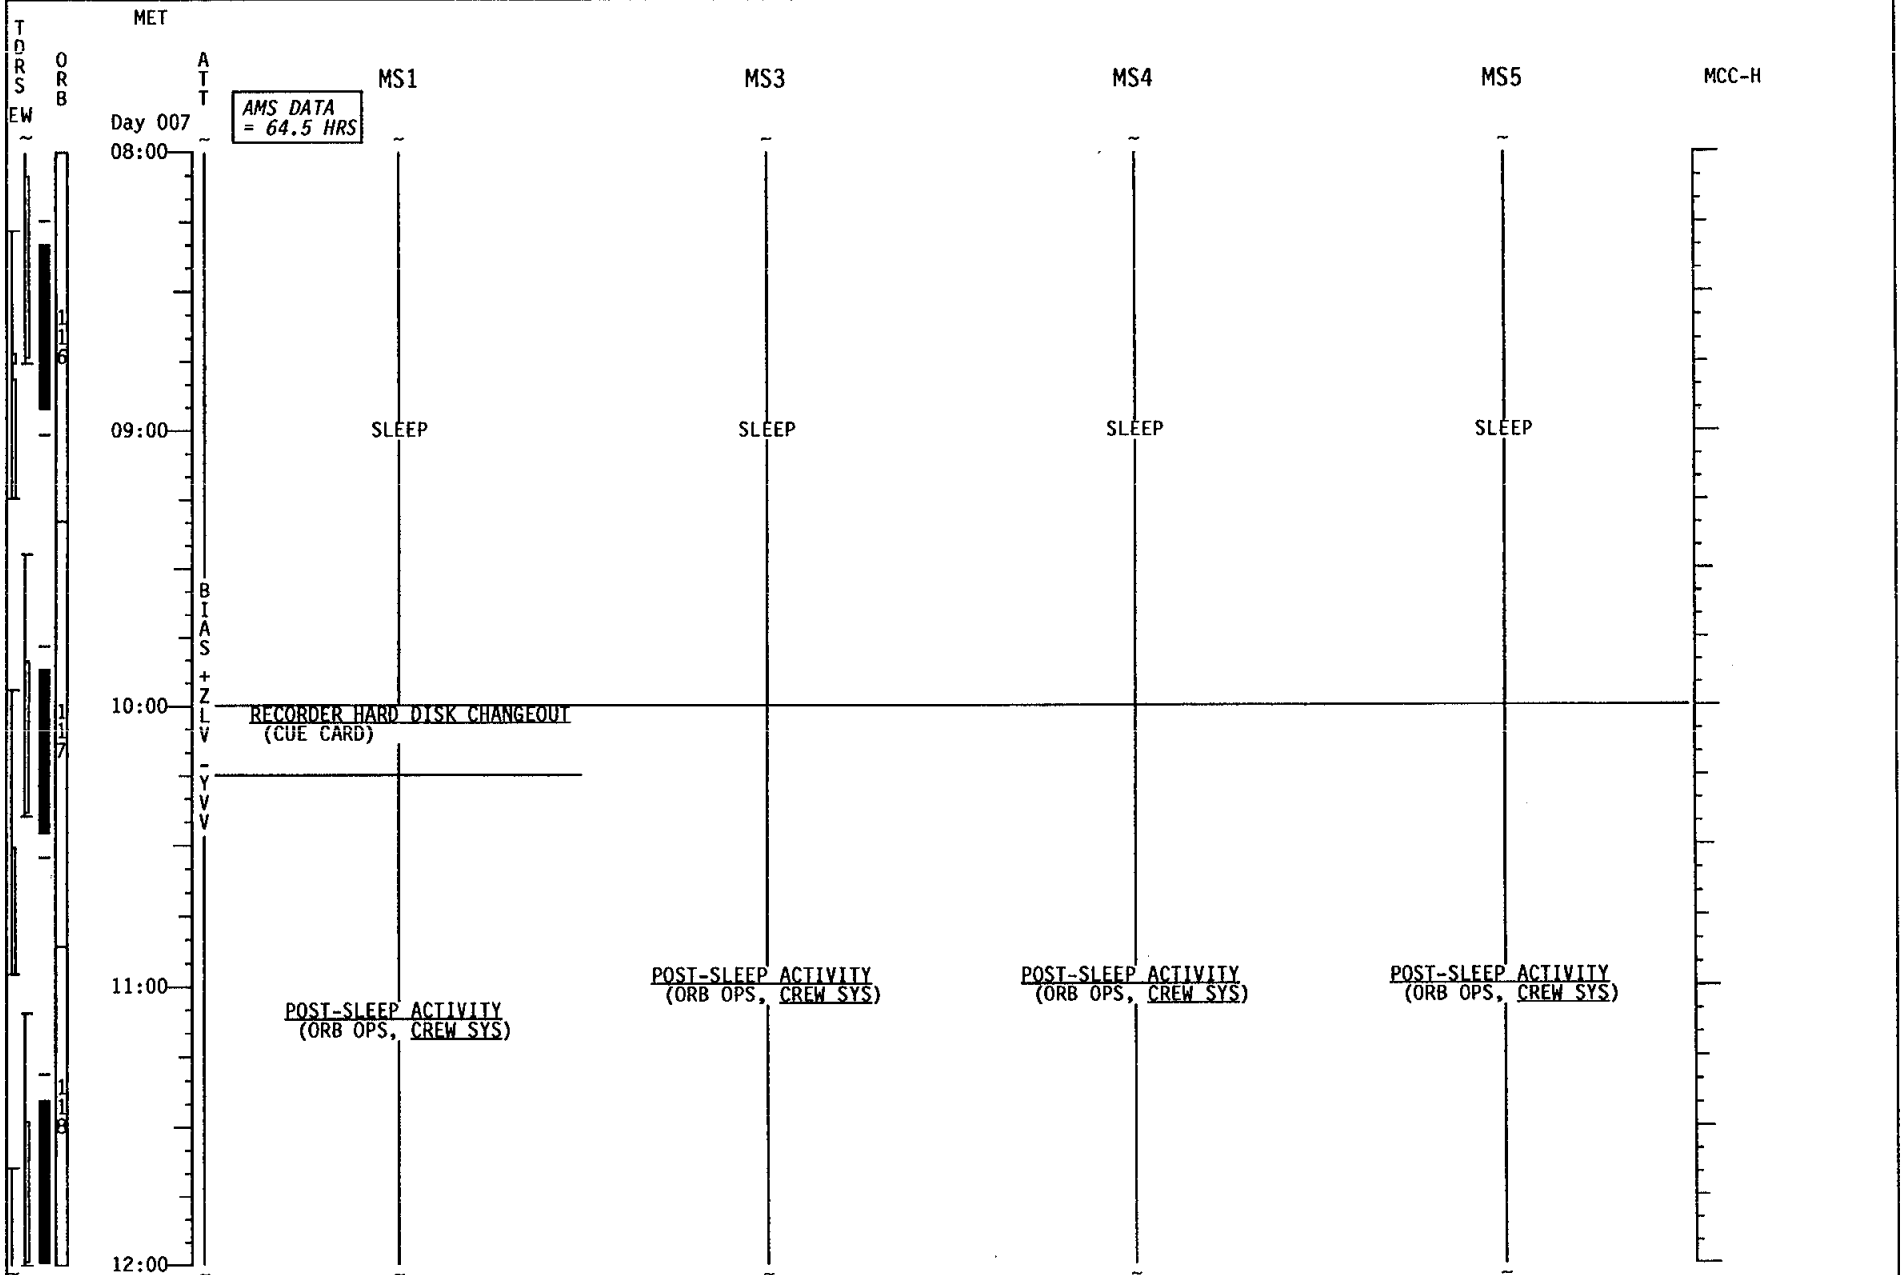 MET
TDRS
ORB
ATT
MS1
MS3
MS4
MS5
MCC-H
EW
AMS DATA
= 64.5 HRS
Day 007
08:00
116
09:00
SLEEP
SLEEP
SLEEP
SLEEP
BIAS +ZLV -YVV
10:00
117
RECORDER HARD DISK CHANGEOUT
(CUE CARD)
11:00
POST-SLEEP ACTIVITY
(ORB OPS, CREW SYS)
POST-SLEEP ACTIVITY
(ORB OPS, CREW SYS)
POST-SLEEP ACTIVITY
(ORB OPS, CREW SYS)
POST-SLEEP ACTIVITY
(ORB OPS, CREW SYS)
118
12:00